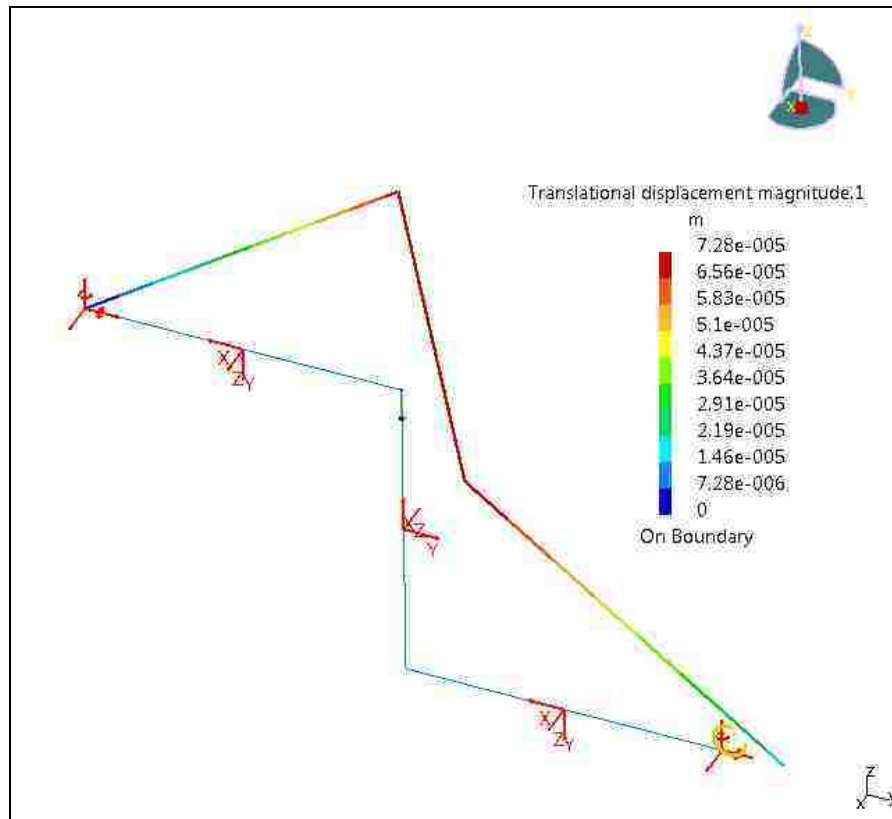 Z
Y
X
Translational displacement magnitude.1
m
7.28e-005
6.56e-005
5.83e-005
5.1e-005
4.37e-005
3.64e-005
2.91e-005
2.19e-005
1.46e-005
7.28e-006
0
On Boundary
X
Z Y
X Z
Y
X
Z Y
Z
X Y